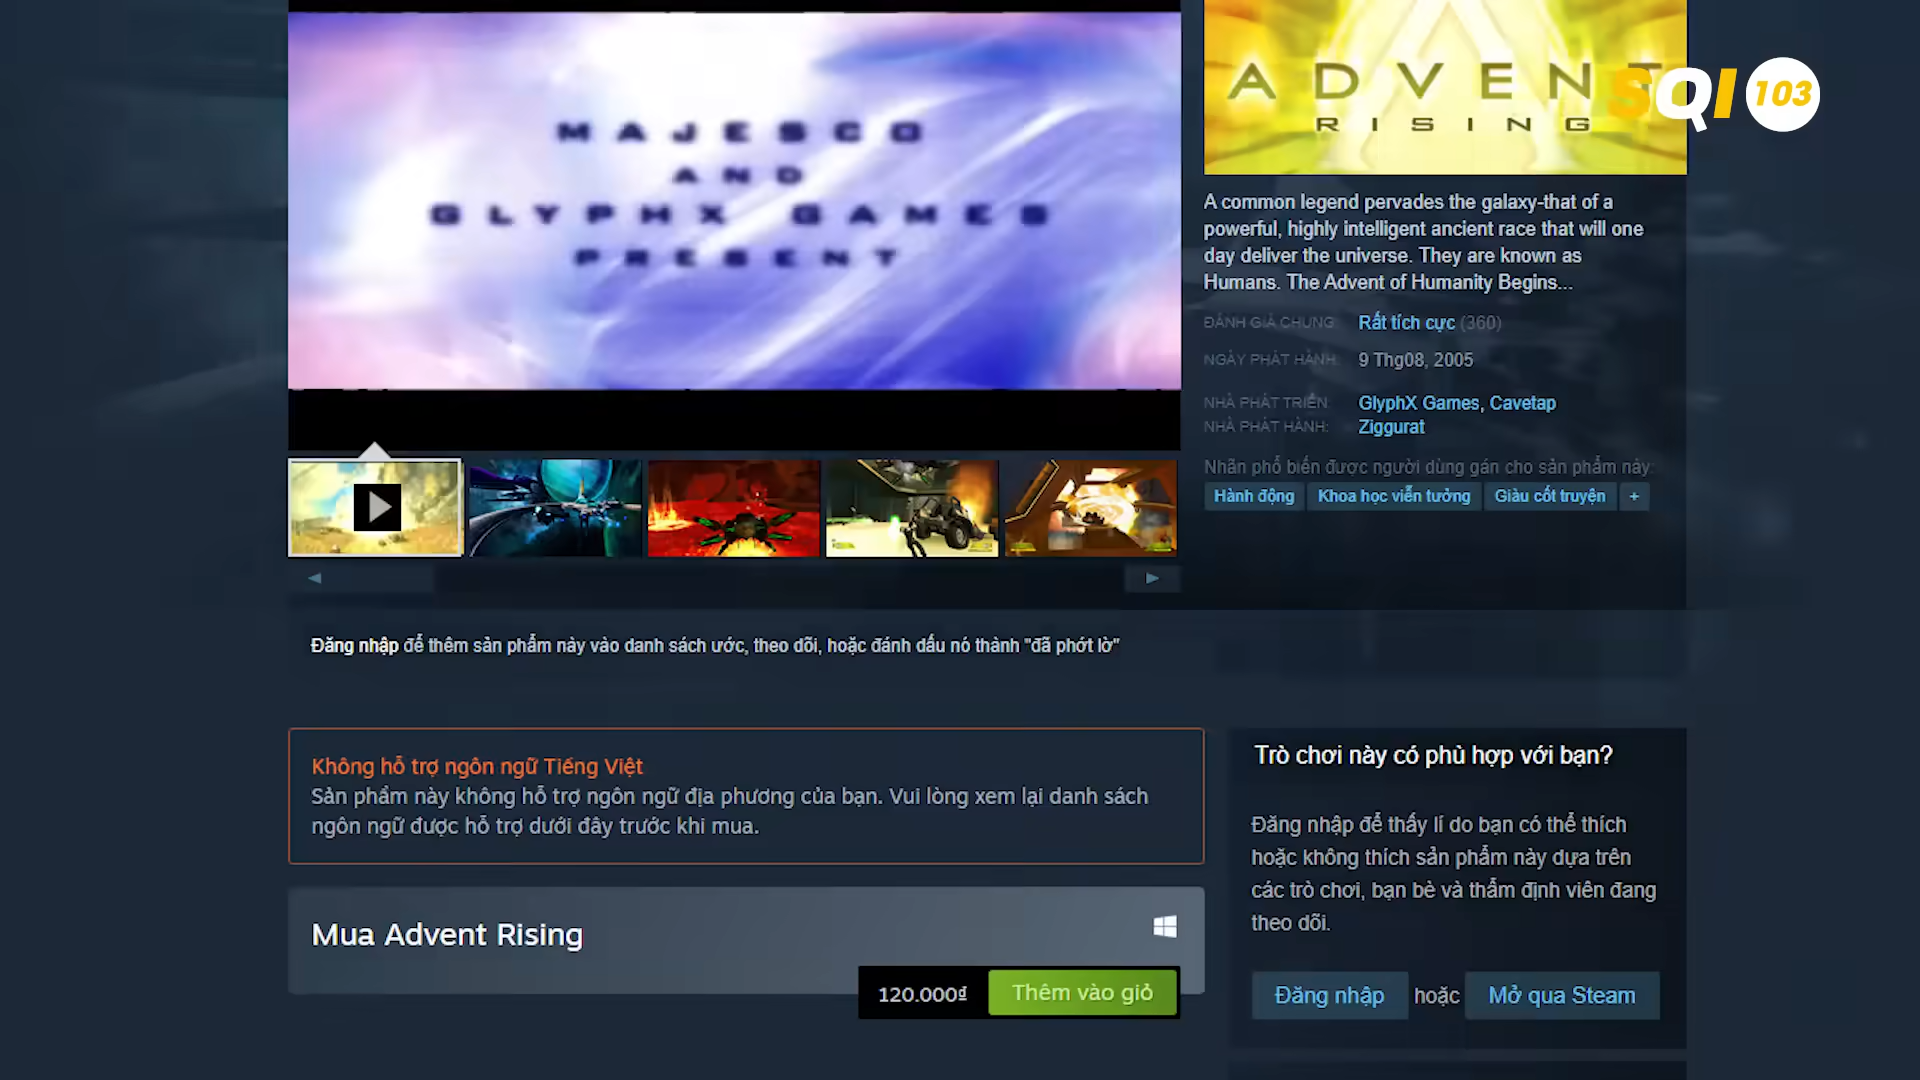 MAJESCO
AND
GLYPHX GAMES
PRESENT
ADVENT
RISING
SQI 103
A common legend pervades the galaxy-that of a
powerful, highly intelligent ancient race that will one
day deliver the universe. They are known as
Humans. The Advent of Humanity Begins...
ĐÁNH GIÁ CHUNG: Rất tích cực (360)
NGÀY PHÁT HÀNH: 9 Thg08, 2005
NHÀ PHÁT TRIỂN: GlyphX Games, Cavetap
NHÀ PHÁT HÀNH: Ziggurat
Nhãn phổ biến được người dùng gán cho sản phẩm này:
Hành động Khoa học viễn tưởng Giàu cốt truyện +
Đăng nhập để thêm sản phẩm này vào danh sách ước, theo dõi, hoặc đánh dấu nó thành "đã phớt lờ"
Không hỗ trợ ngôn ngữ Tiếng Việt
Sản phẩm này không hỗ trợ ngôn ngữ địa phương của bạn. Vui lòng xem lại danh sách
ngôn ngữ được hỗ trợ dưới đây trước khi mua.
Mua Advent Rising
120.000₫ Thêm vào giỏ
Trò chơi này có phù hợp với bạn?
Đăng nhập để thấy lí do bạn có thể thích
hoặc không thích sản phẩm này dựa trên
các trò chơi, bạn bè và thẩm định viên đang
theo dõi.
Đăng nhập hoặc Mở qua Steam